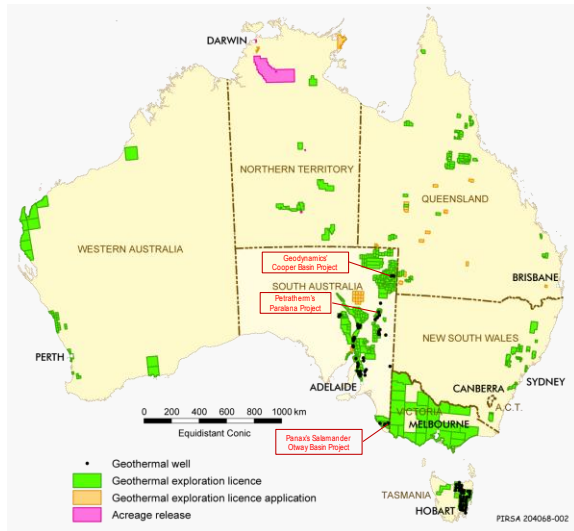 DARWIN
NORTHERN TERRITORY
QUEENSLAND
WESTERN AUSTRALIA
Geodynamics'
Cooper Basin Project
SOUTH AUSTRALIA
BRISBANE
Petratherm's
Paralana Project
NEW SOUTH WALES
PERTH
ADELAIDE
CANBERRA
SYDNEY
A.C.T.
VICTORIA
MELBOURNE
0 200 400 600 800 1000 km
Equidistant Conic
Panax's Salamander
Otway Basin Project
Geothermal well
Geothermal exploration licence
Geothermal exploration licence application
Acreage release
TASMANIA
HOBART
PIRSA 204068-002